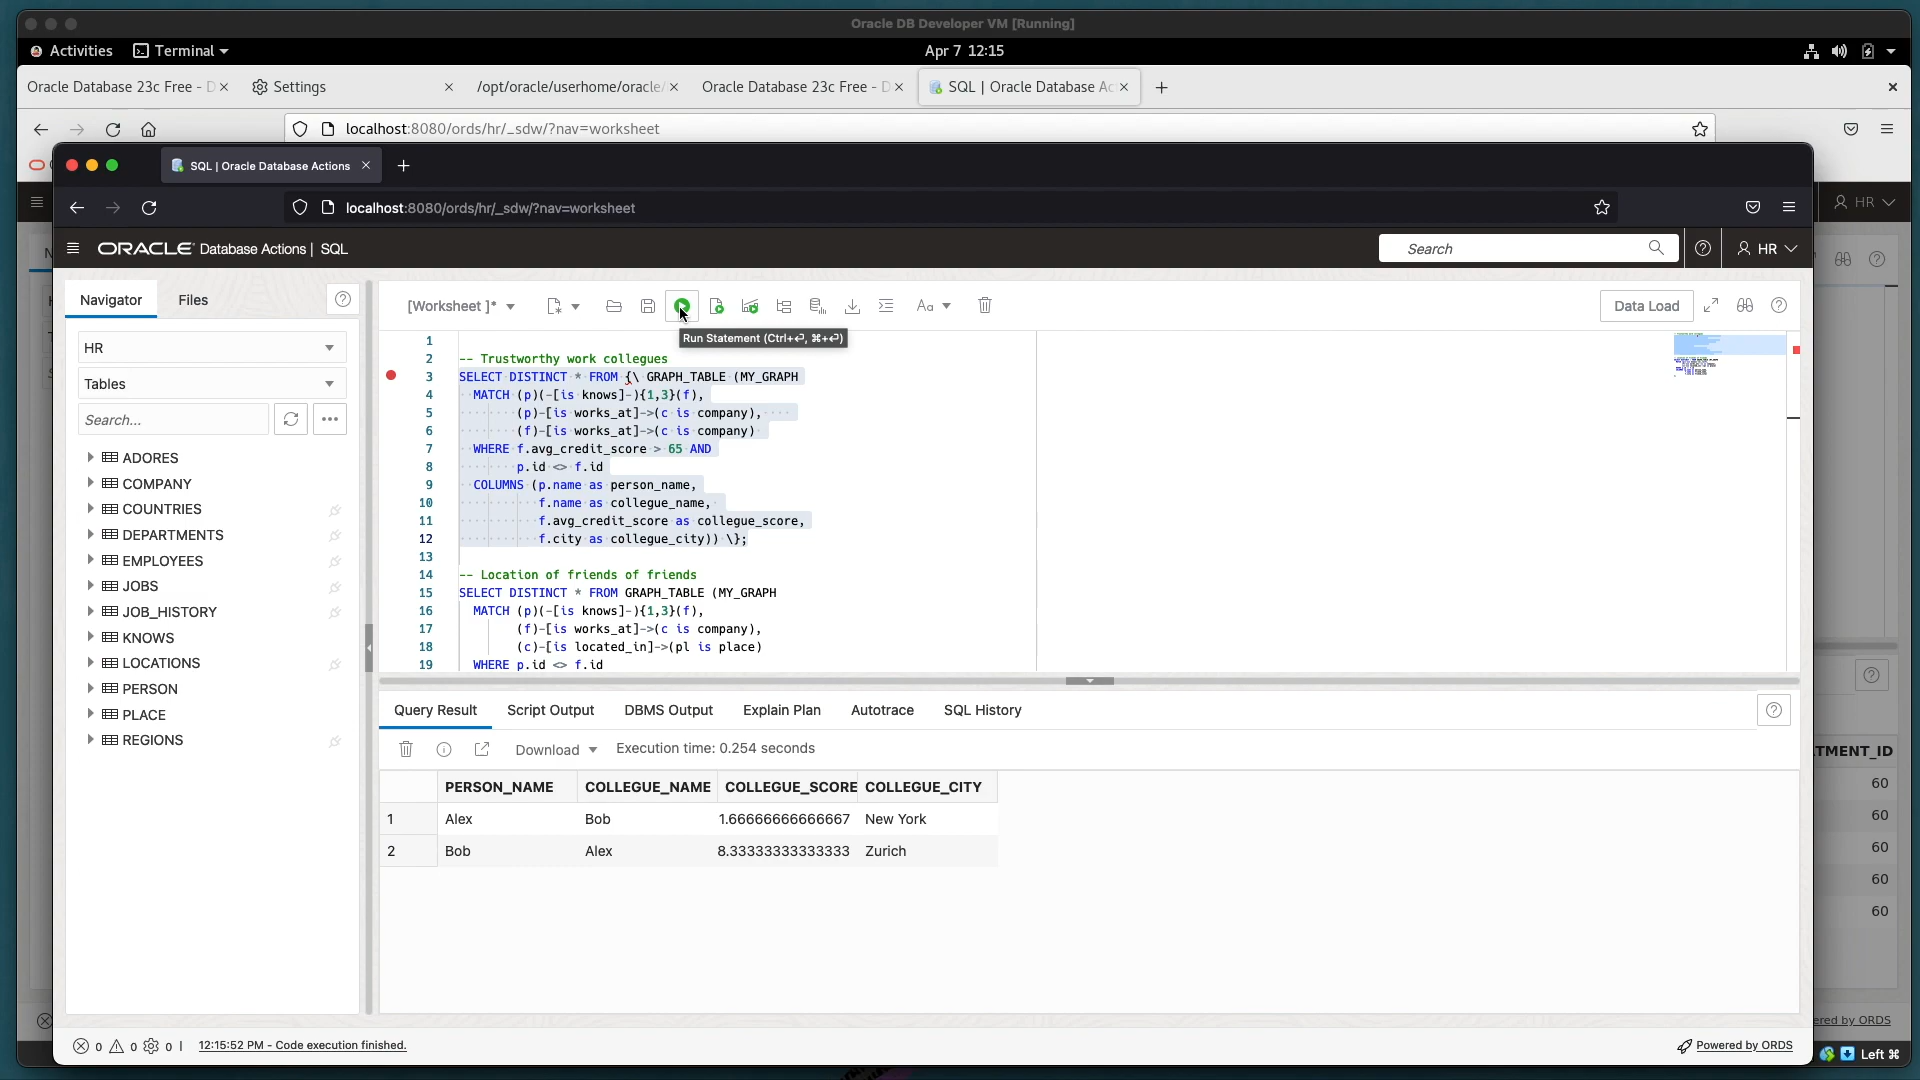 Oracle DB Developer VM [Running]
Activities Terminal Apr 7 12:15
Oracle Database 23c Free - D Settings /opt/oracle/userhome/oracle/ Oracle Database 23c Free - D SQL | Oracle Database Ac
localhost:8080/ords/hr/_sdw/?nav=worksheet
SQL | Oracle Database Actions
localhost:8080/ords/hr/_sdw/?nav=worksheet
HR
ORACLE Database Actions | SQL Search HR
Navigator Files
[Worksheet ]* Aa Data Load
Run Statement (Ctrl+⏎, ⌘+⏎)
HR
Tables
Search...
ADORES
COMPANY
COUNTRIES
DEPARTMENTS
EMPLOYEES
JOBS
JOB_HISTORY
KNOWS
LOCATIONS
PERSON
PLACE
REGIONS
1
2 -- Trustworthy work collegues
3 SELECT DISTINCT * FROM {\ GRAPH_TABLE (MY_GRAPH
4 MATCH (p)(-[is knows]-){1,3}(f),
5 (p)-[is works_at]->(c is company),
6 (f)-[is works_at]->(c is company)
7 WHERE f.avg_credit_score > 65 AND
8 p.id <> f.id
9 COLUMNS (p.name as person_name,
10 f.name as collegue_name,
11 f.avg_credit_score as collegue_score,
12 f.city as collegue_city)) \};
13
14 -- Location of friends of friends
15 SELECT DISTINCT * FROM GRAPH_TABLE (MY_GRAPH
16 MATCH (p)(-[is knows]-){1,3}(f),
17 (f)-[is works_at]->(c is company),
18 (c)-[is located_in]->(pl is place)
19 WHERE p.id <> f.id
Query Result Script Output DBMS Output Explain Plan Autotrace SQL History
Download Execution time: 0.254 seconds
PERSON_NAME COLLEGUE_NAME COLLEGUE_SCORE COLLEGUE_CITY
1 Alex Bob 1.66666666666667 New York
2 Bob Alex 8.33333333333333 Zurich
TMENT_ID
60
60
60
60
60
ered by ORDS
0 0 0 | 12:15:52 PM - Code execution finished. Powered by ORDS
Left ⌘